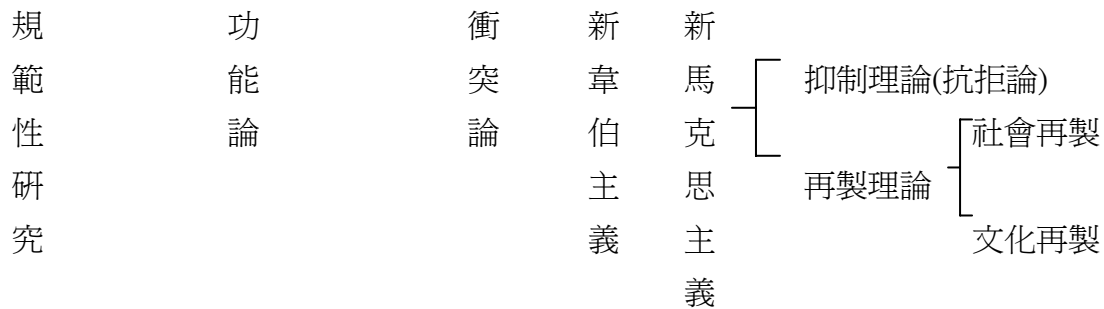 規範性研究
功能論
衝突論
新韋伯主義
新馬克思主義
抑制理論(抗拒論)
再製理論
社會再製
文化再製